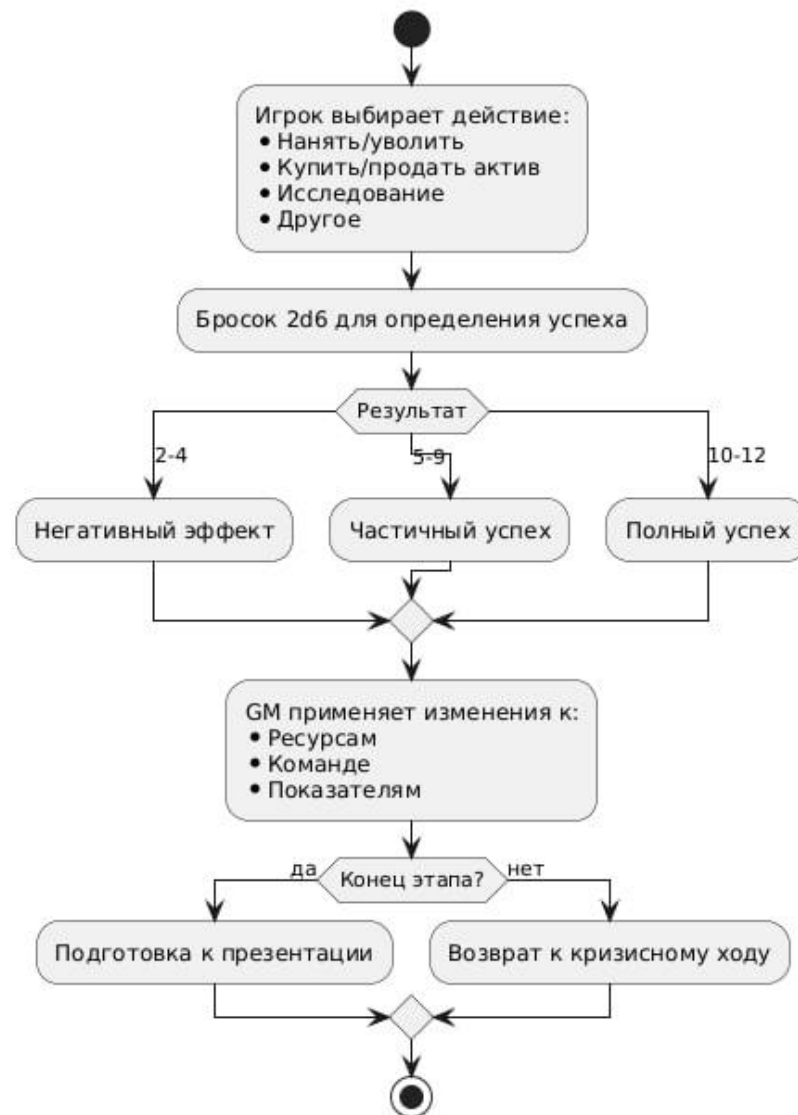 Игрок выбирает действие:
• Нанять/уволить
• Купить/продать актив
• Исследование
• Другое
Бросок 2d6 для определения успеха
Результат
2-4
5-9
10-12
Негативный эффект
Частичный успех
Полный успех
GM применяет изменения к:
• Ресурсам
• Команде
• Показателям
да
Конец этапа?
нет
Подготовка к презентации
Возврат к кризисному ходу